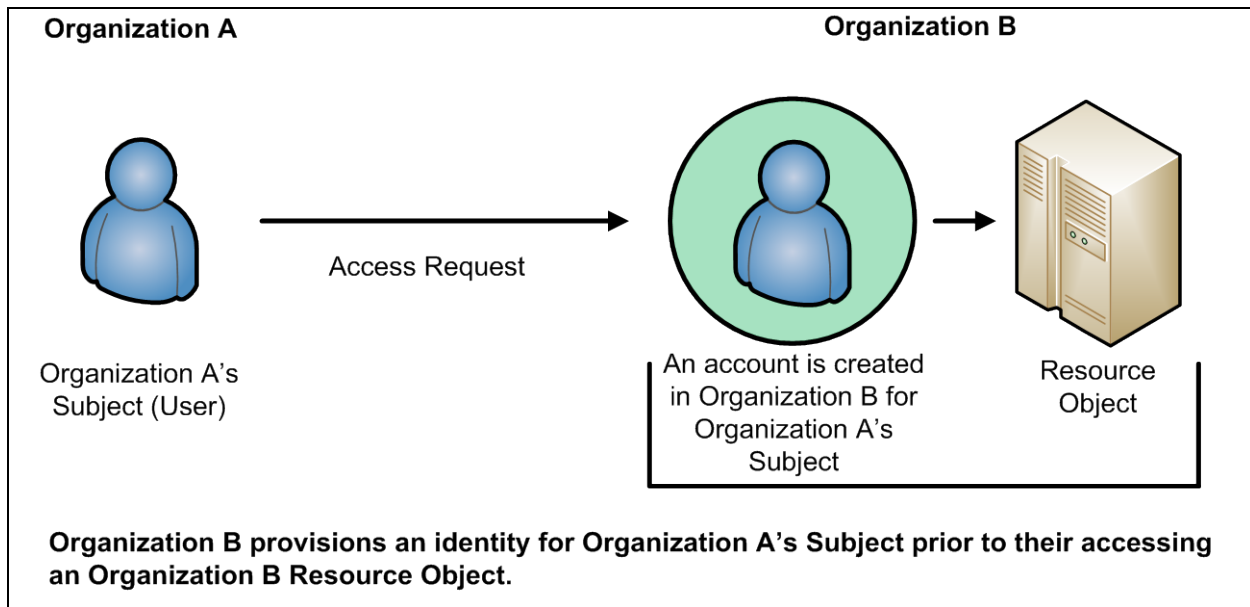 Organization A
Organization B
Access Request
Organization A's
Subject (User)
An account is created
in Organization B for
Organization A's
Subject
Resource
Object
Organization B provisions an identity for Organization A's Subject prior to their accessing
an Organization B Resource Object.